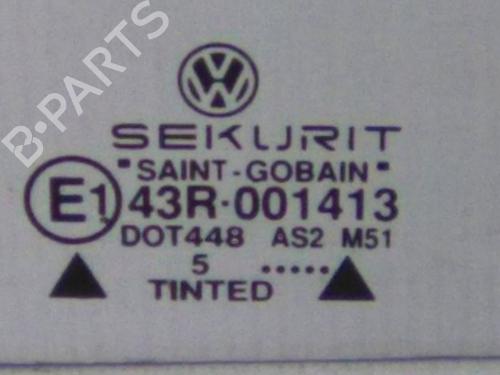 B-PARTS
SEKURIT
"SAINT-GOBAIN"
E1 43R-001413
DOT448 AS2 M51
5 .....
TINTED